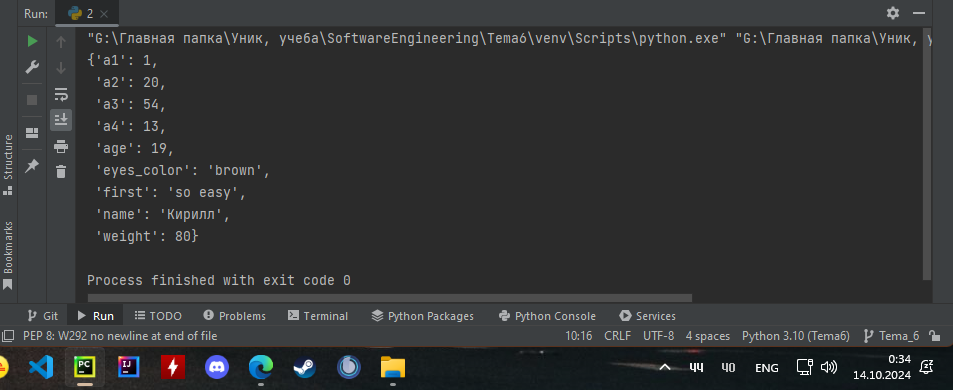 Run:
2
"G:\Главная папка\Уник, учеба\SoftwareEngineering\Tema6\venv\Scripts\python.exe" "G:\Главная папка\Уник,
{'a1': 1,
'a2': 20,
'a3': 54,
'a4': 13,
'age': 19,
'eyes_color': 'brown',
'first': 'so easy',
'name': 'Кирилл',
'weight': 80}
Process finished with exit code 0
Structure
Bookmarks
Git
Run
TODO
Problems
Terminal
Python Packages
Python Console
Services
PEP 8: W292 no newline at end of file
10:16
CRLF
UTF-8
4 spaces
Python 3.10 (Tema6)
Tema_6
PC
IJ
ENG
0:34
14.10.2024